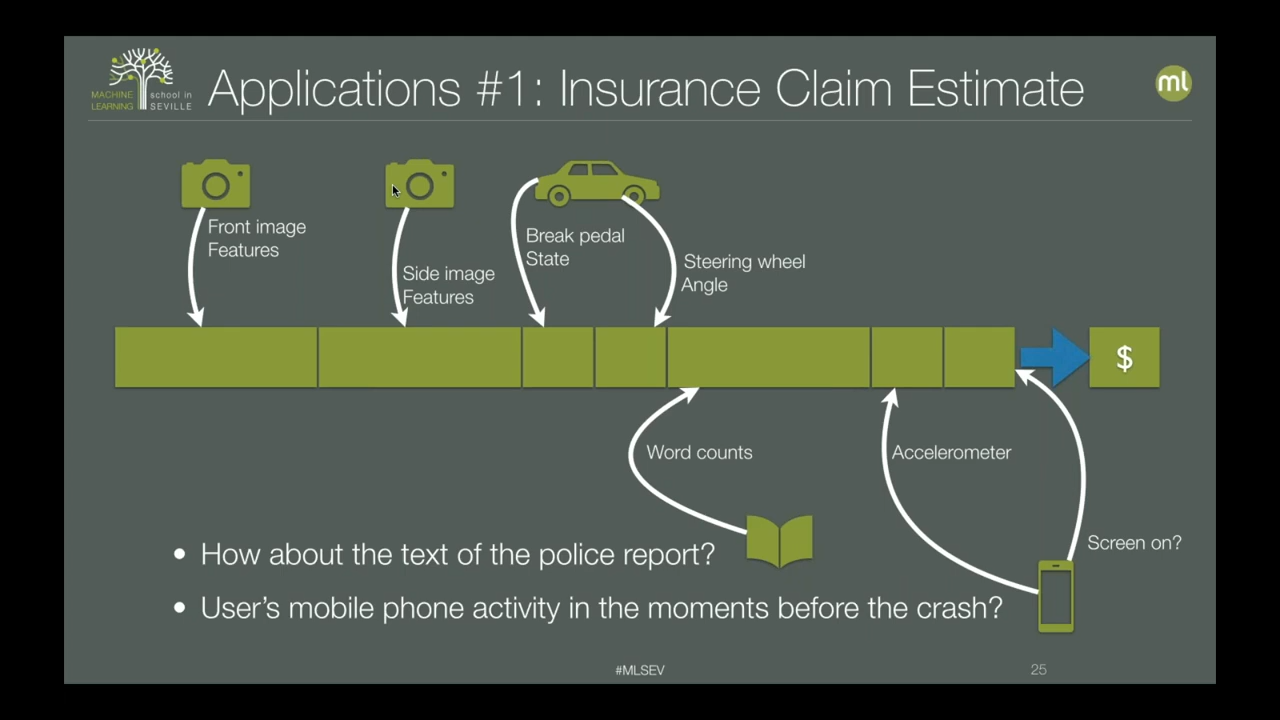 MACHINE school in
LEARNING SEVILLE
Applications #1: Insurance Claim Estimate
ml
Front image
Features
Side image
Features
Break pedal
State
Steering wheel
Angle
$
Word counts
Accelerometer
Screen on?
• How about the text of the police report?
• User's mobile phone activity in the moments before the crash?
#MLSEV
25